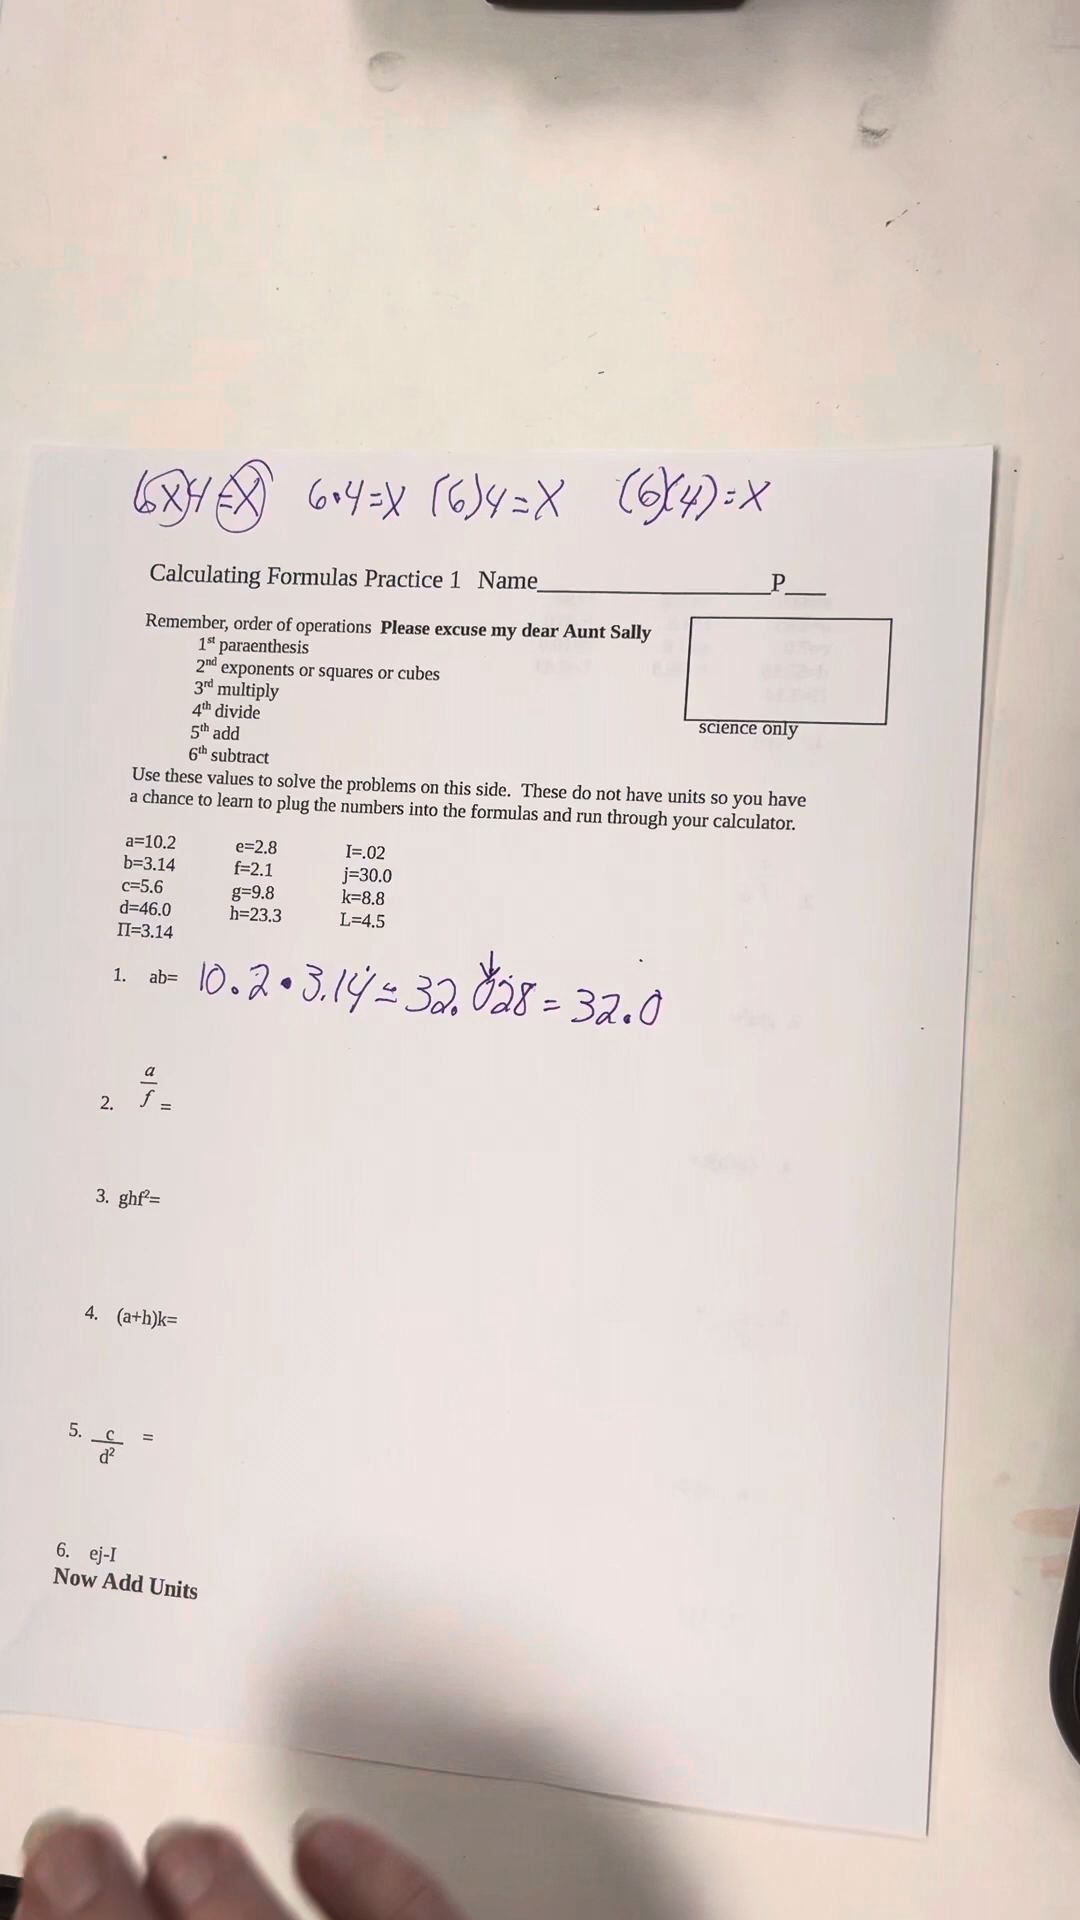 6x4=X 6•4=X (6)4=X (6)(4)=X
Calculating Formulas Practice 1 Name____________________P___
Remember, order of operations Please excuse my dear Aunt Sally
1st paraenthesis
2nd exponents or squares or cubes
3rd multiply
4th divide
5th add
6th subtract
science only
Use these values to solve the problems on this side. These do not have units so you have
a chance to learn to plug the numbers into the formulas and run through your calculator.
a=10.2 e=2.8 I=.02
b=3.14 f=2.1 j=30.0
c=5.6 g=9.8 k=8.8
d=46.0 h=23.3 L=4.5
Π=3.14
1. ab= 10.2•3.14=32.028=32.0
2. a/f =
3. ghf²=
4. (a+h)k=
5. c/d² =
6. ej-I
Now Add Units